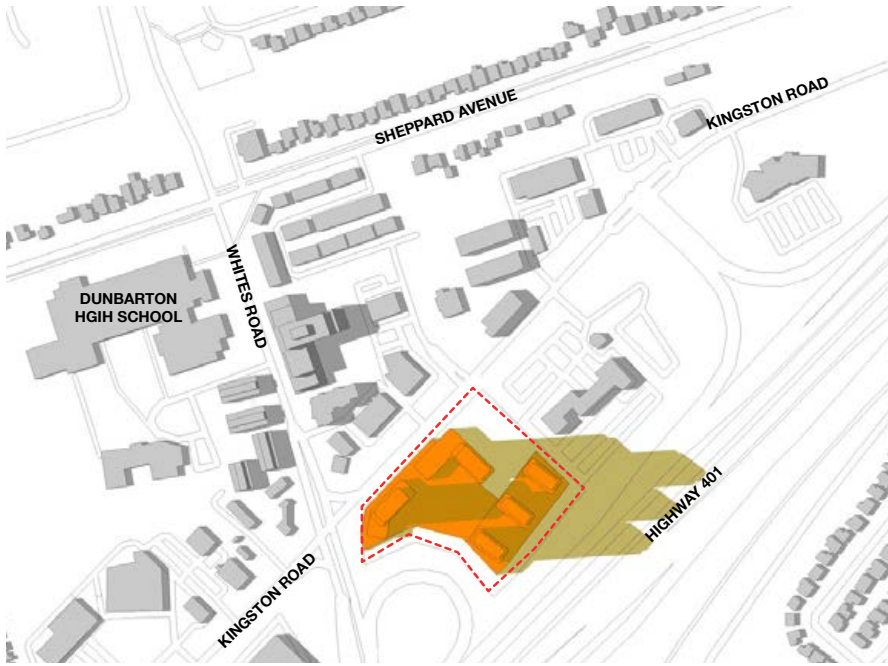 SHEPPARD AVENUE
KINGSTON ROAD
WHITES ROAD
DUNBARTON
HGIH SCHOOL
HIGHWAY 401
KINGSTON ROAD